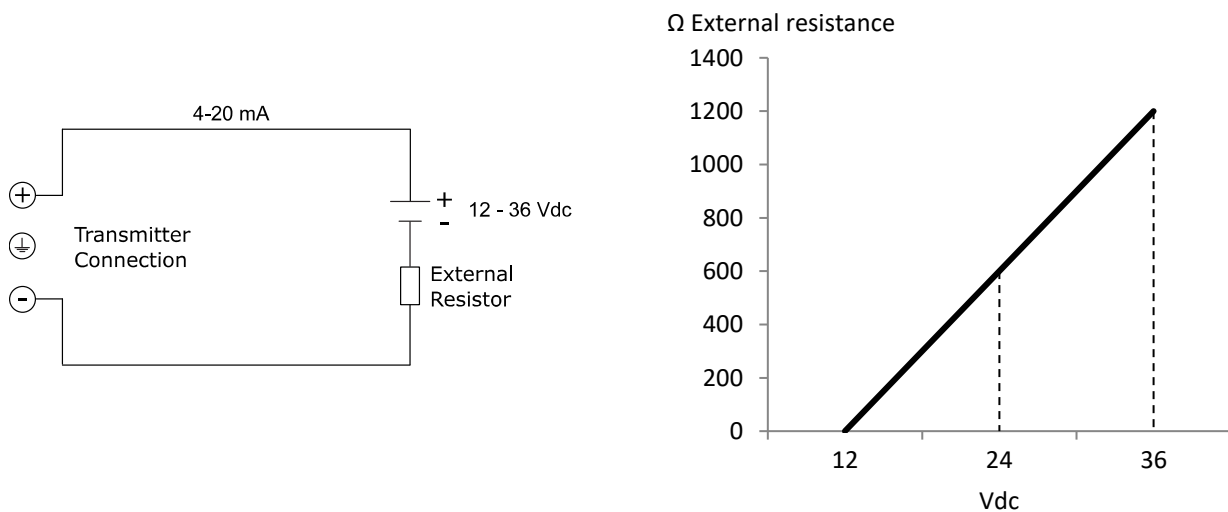 4-20 mA
+
+
-
12 - 36 Vdc
Transmitter
Connection
External
Resistor
-
Ω External resistance
1400
1200
1000
800
600
400
200
0
12
24
36
Vdc